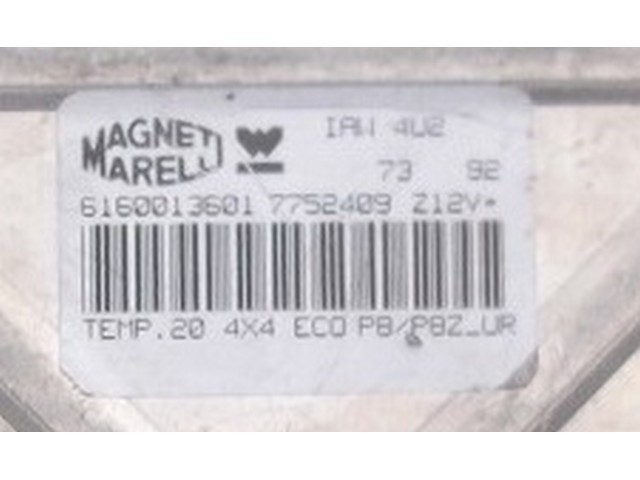 MAGNETI
MARELLI
IAW 4U2
73 92
6160013601 7752409 Z12V*
TEMP.20 4X4 ECO P8/P8Z_UR